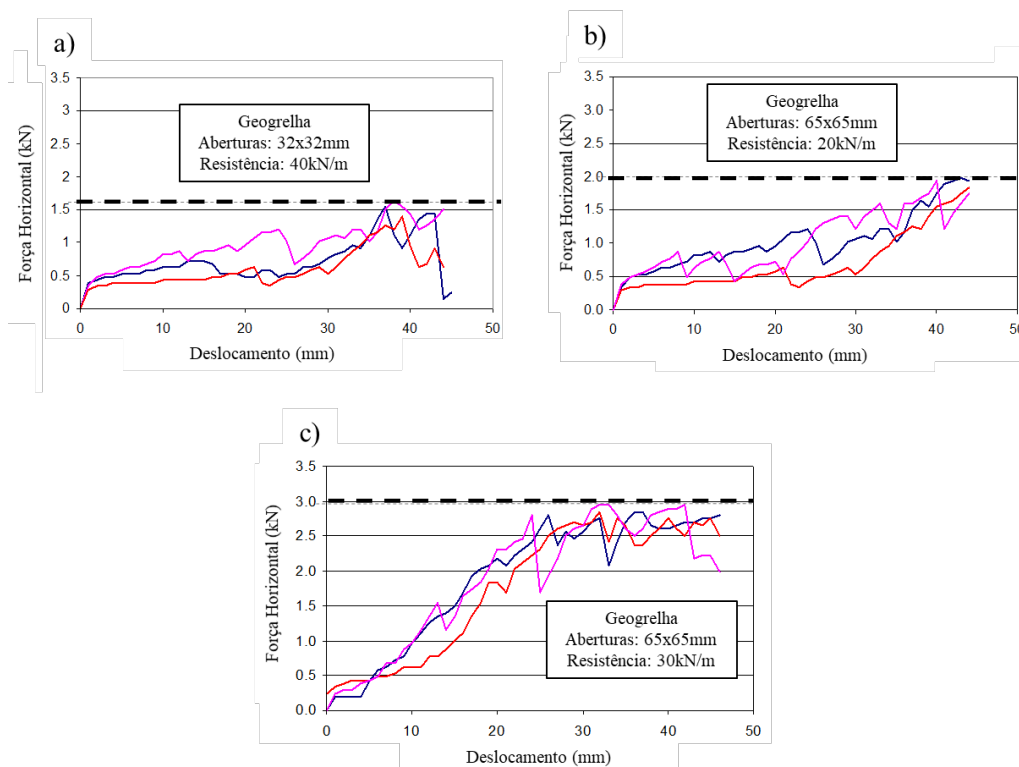 a)
3.5
3
2.5
2
1.5
1
0.5
0
Força Horizontal (kN)
Geogrelha
Aberturas: 32x32mm
Resistência: 40kN/m
0 10 20 30 40 50
Deslocamento (mm)
b)
3.5
3.0
2.5
2.0
1.5
1.0
0.5
0.0
Força Horizontal (kN)
Geogrelha
Aberturas: 65x65mm
Resistência: 20kN/m
0 10 20 30 40 50
Deslocamento (mm)
c)
3.5
3.0
2.5
2.0
1.5
1.0
0.5
0.0
Força Horizontal (kN)
Geogrelha
Aberturas: 65x65mm
Resistência: 30kN/m
0 10 20 30 40 50
Deslocamento (mm)